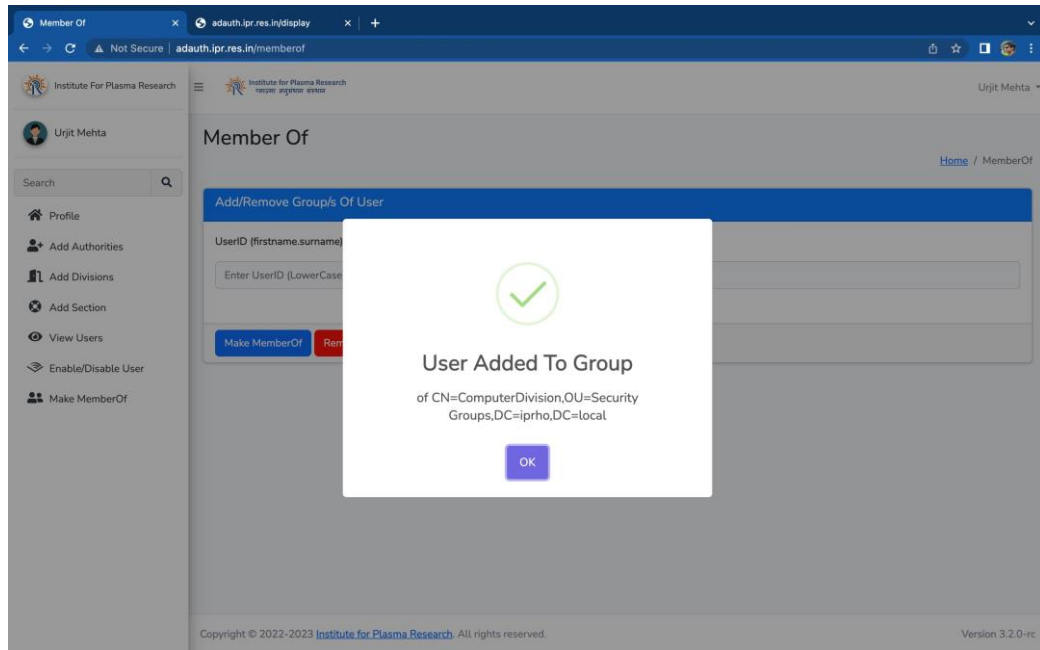 Member Of
adauth.ipr.res.in/display
Not Secure | adauth.ipr.res.in/memberof
Institute For Plasma Research
Institute for Plasma Research
प्लाज़्मा अनुसंधान संस्थान
Urjit Mehta
Urjit Mehta
Member Of
Home / MemberOf
Search
Profile
Add Authorities
Add Divisions
Add Section
View Users
Enable/Disable User
Make MemberOf
Add/Remove Group/s Of User
UserID (firstname.surname)
Enter UserID (LowerCase
Make MemberOf
Rem
User Added To Group
of CN=ComputerDivision,OU=Security
Groups,DC=iprho,DC=local
OK
Copyright © 2022-2023 Institute for Plasma Research. All rights reserved.
Version 3.2.0-rc